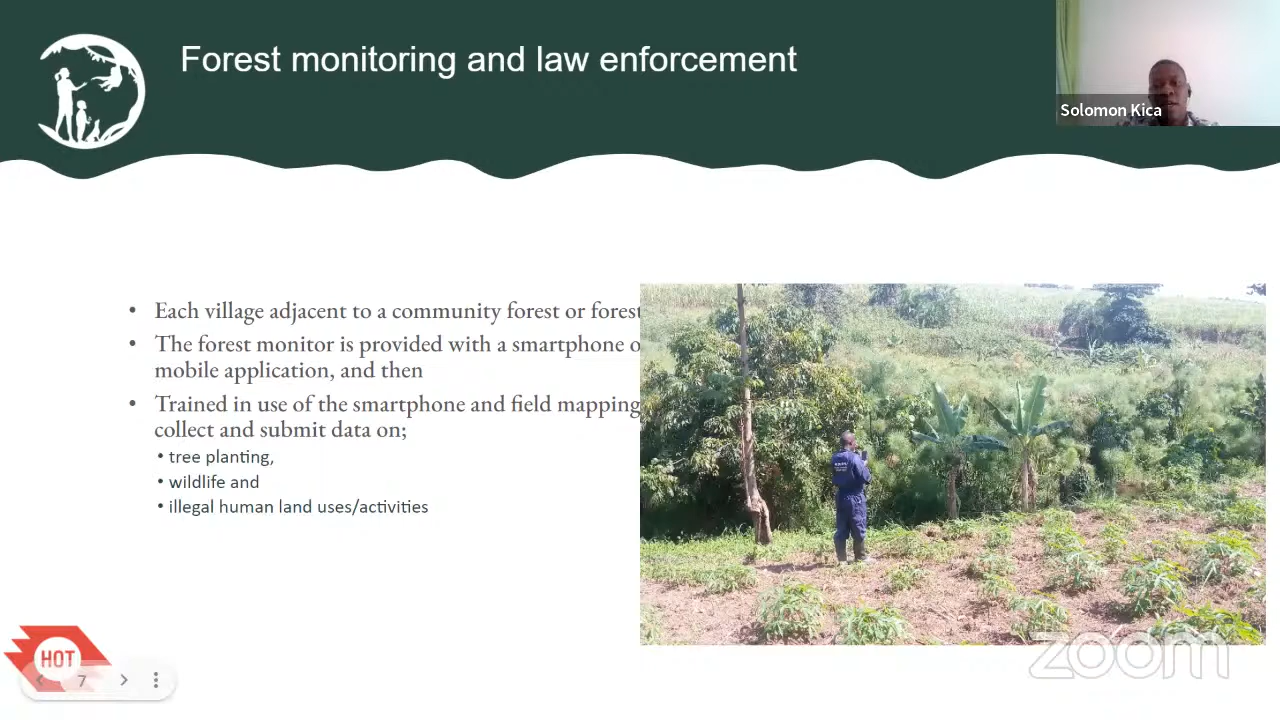 Forest monitoring and law enforcement
Solomon Kica
• Each village adjacent to a community forest or forest
• The forest monitor is provided with a smartphone o
mobile application, and then
• Trained in use of the smartphone and field mapping
collect and submit data on;
• tree planting,
• wildlife and
• illegal human land uses/activities
HOT
7
zoom